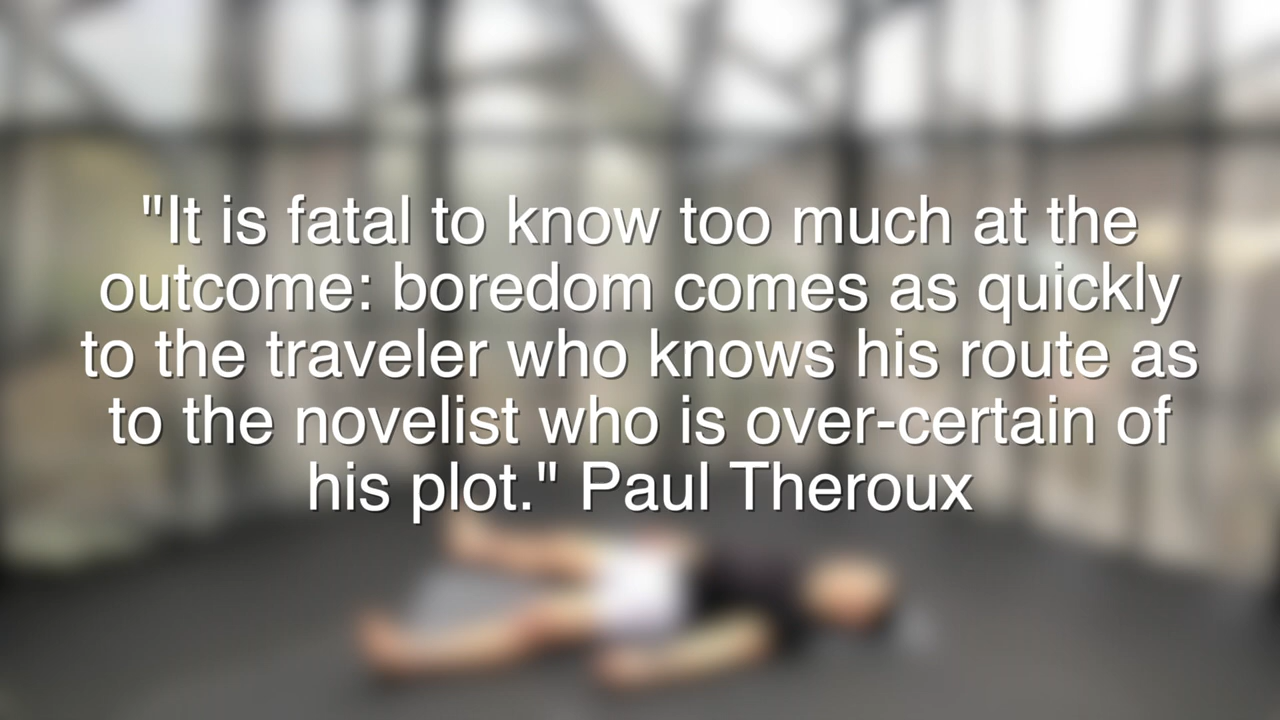 "It is fatal to know too much at the
outcome: boredom comes as quickly
to the traveler who knows his route as
to the novelist who is over-certain of
his plot." Paul Theroux